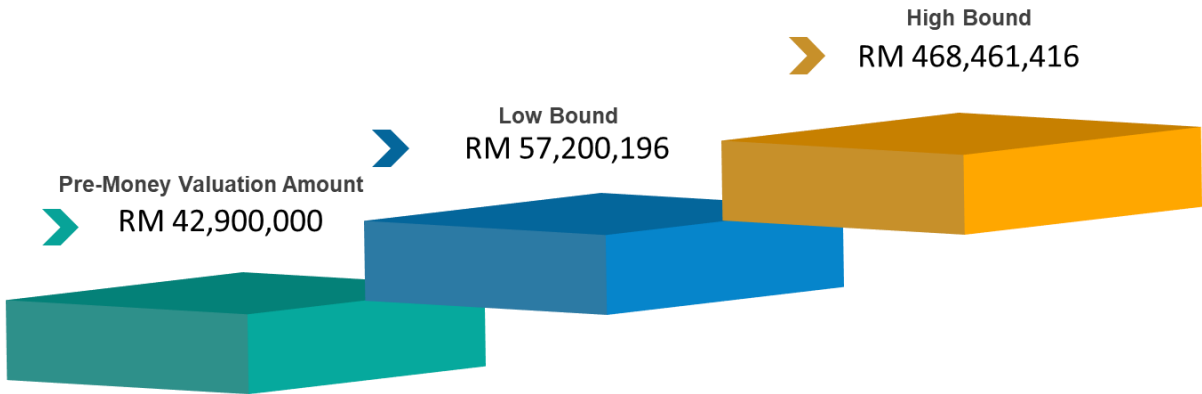 High Bound
RM 468,461,416
Low Bound
RM 57,200,196
Pre-Money Valuation Amount
RM 42,900,000